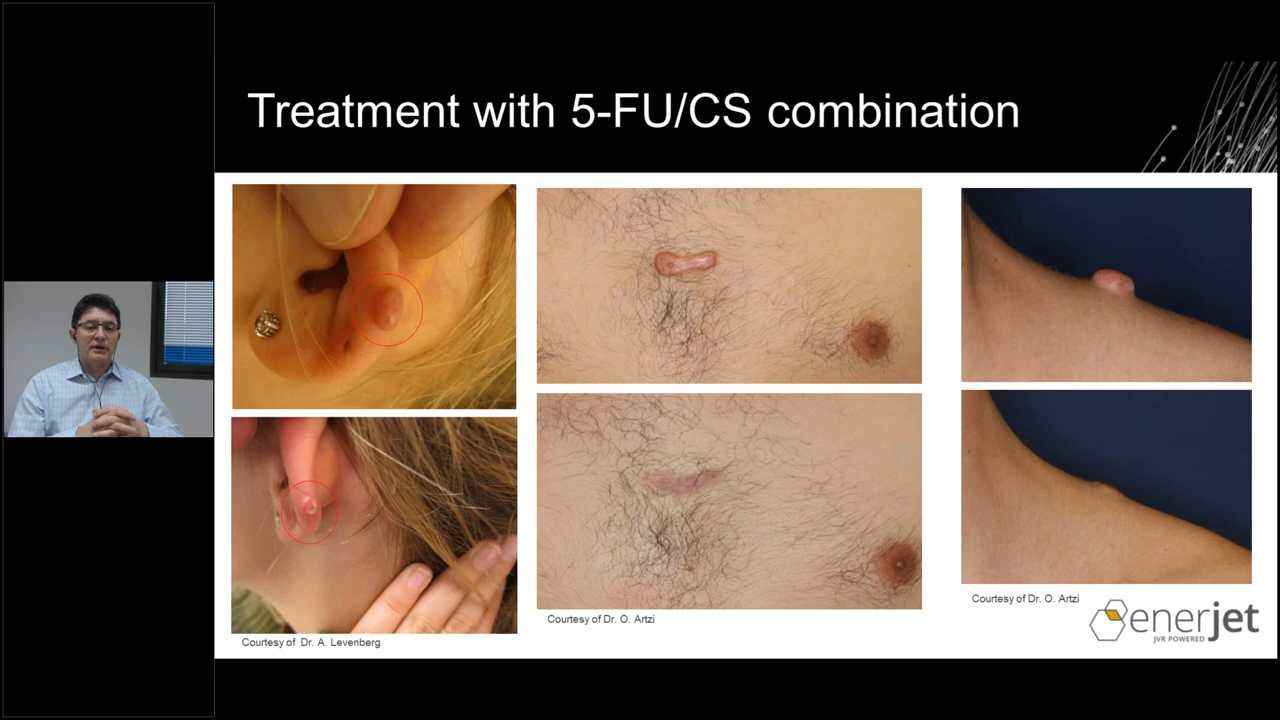 Treatment with 5-FU/CS combination
Courtesy of Dr. A. Levenberg
Courtesy of Dr. O. Artzi
Courtesy of Dr. O. Artzi
enerjet
JVR POWERED